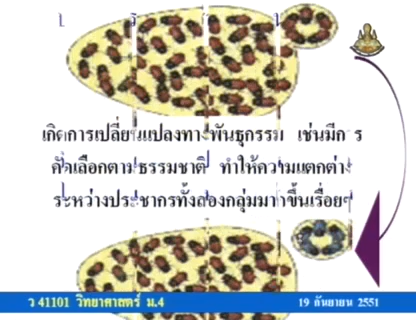 เกิดการเปลี่ยนแปลงทางพันธุกรรม เช่นมีการ
คัดเลือกตามธรรมชาติ ทำให้ความแตกต่าง
ระหว่างประชากรทั้งสองกลุ่มมากขึ้นเรื่อยๆ
ว 41101 วิทยาศาสตร์ ม.4
19 กันยายน 2551